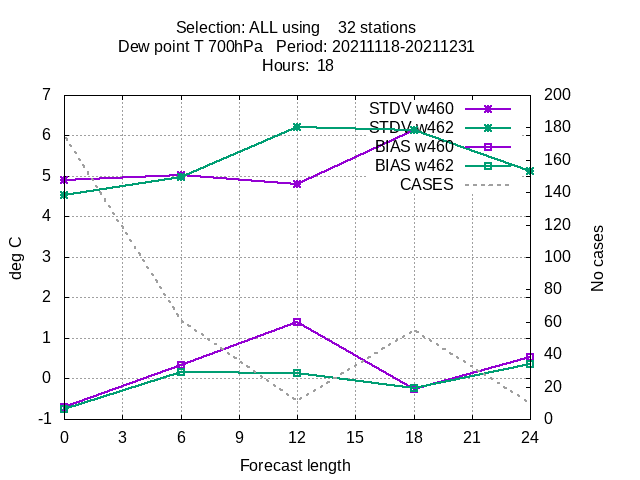 Selection: ALL using 32 stations
Dew point T 700hPa Period: 20211118-20211231
Hours: 18
STDV w460
STDV w462
BIAS w460
BIAS w462
CASES
7
6
5
4
3
2
1
0
-1
deg C
200
180
160
140
120
100
80
60
40
20
0
No cases
0 3 6 9 12 15 18 21 24
Forecast length